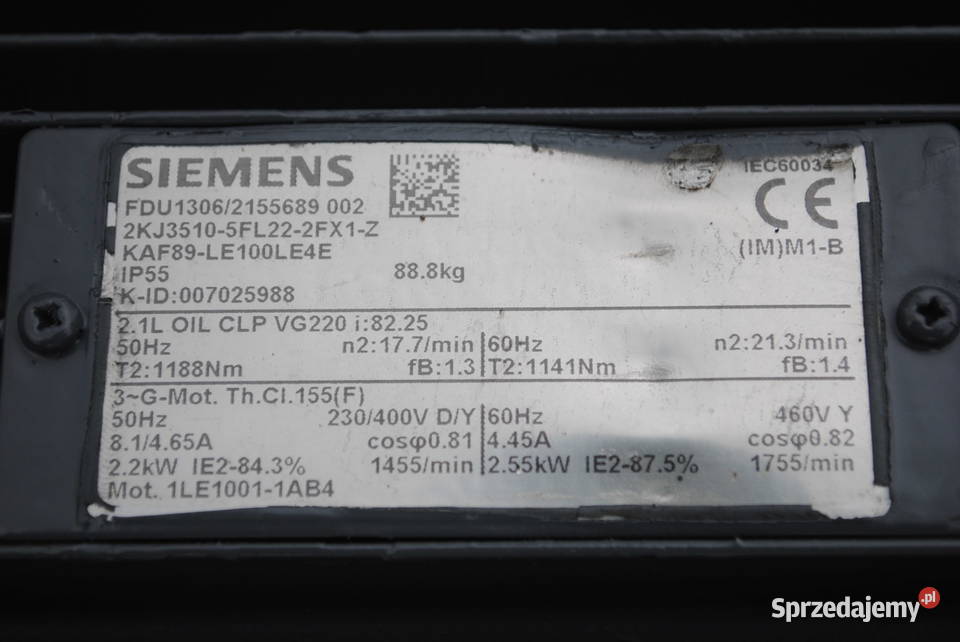 SIEMENS
IEC60034
CE
FDU1306/2155689 002
2KJ3510-5FL22-2FX1-Z
KAF89-LE100LE4E
(IM)M1-B
IP55 88.8kg
K-ID:007025988
2.1L OIL CLP VG220 i:82.25
50Hz n2:17.7/min 60Hz n2:21.3/min
T2:1188Nm fB:1.3 T2:1141Nm fB:1.4
3~G-Mot. Th.Cl.155(F)
50Hz 230/400V D/Y 60Hz 460V Y
8.1/4.65A cosφ0.81 4.45A cosφ0.82
2.2kW IE2-84.3% 1455/min 2.55kW IE2-87.5% 1755/min
Mot. 1LE1001-1AB4
Sprzedajemy.pl